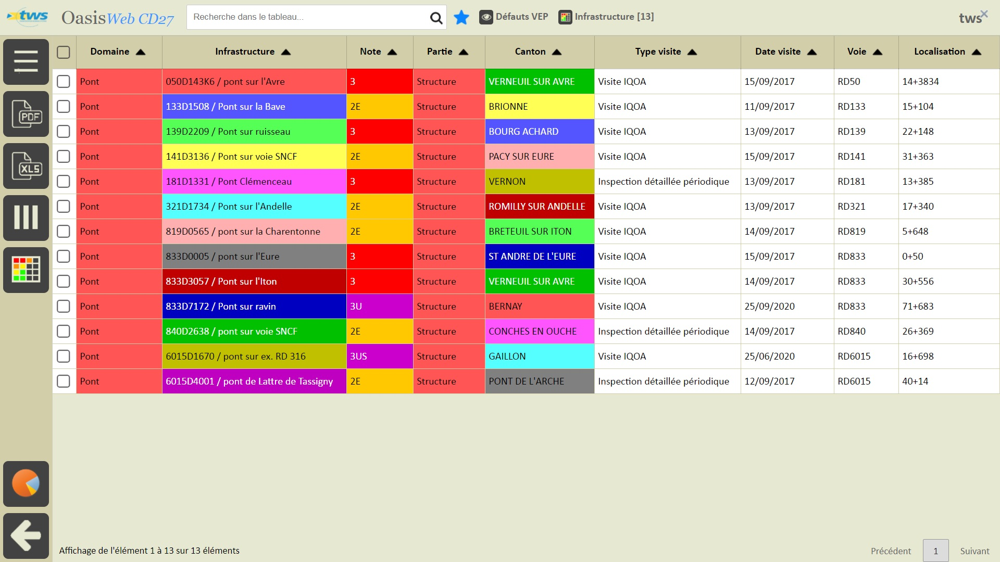 tws OasisWeb CD27 Recherche dans le tableau... Défauts VEP Infrastructure [13] tws
Domaine Infrastructure Note Partie Canton Type visite Date visite Voie Localisation
Pont 050D143K6 / pont sur l'Avre 3 Structure VERNEUIL SUR AVRE Visite IQOA 15/09/2017 RD50 14+3834
Pont 133D1508 / Pont sur la Bave 2E Structure BRIONNE Visite IQOA 11/09/2017 RD133 15+104
Pont 139D2209 / Pont sur ruisseau 3 Structure BOURG ACHARD Visite IQOA 13/09/2017 RD139 22+148
Pont 141D3136 / Pont sur voie SNCF 2E Structure PACY SUR EURE Visite IQOA 15/09/2017 RD141 31+363
Pont 181D1331 / Pont Clémenceau 3 Structure VERNON Inspection détaillée périodique 13/09/2017 RD181 13+385
Pont 321D1734 / Pont sur l'Andelle 2E Structure ROMILLY SUR ANDELLE Visite IQOA 13/09/2017 RD321 17+340
Pont 819D0565 / pont sur la Charentonne 2E Structure BRETEUIL SUR ITON Visite IQOA 14/09/2017 RD819 5+648
Pont 833D0005 / pont sur l'Eure 3 Structure ST ANDRE DE L'EURE Visite IQOA 15/09/2017 RD833 0+50
Pont 833D3057 / Pont sur l'Iton 3 Structure VERNEUIL SUR AVRE Visite IQOA 14/09/2017 RD833 30+556
Pont 833D7172 / Pont sur ravin 3U Structure BERNAY Visite IQOA 25/09/2020 RD833 71+683
Pont 840D2638 / pont sur voie SNCF 2E Structure CONCHES EN OUCHE Inspection détaillée périodique 14/09/2017 RD840 26+369
Pont 6015D1670 / pont sur ex. RD 316 3US Structure GAILLON Visite IQOA 25/06/2020 RD6015 16+698
Pont 6015D4001 / pont de Lattre de Tassigny 2E Structure PONT DE L'ARCHE Inspection détaillée périodique 12/09/2017 RD6015 40+14
PDF
XLS
Affichage de l'élément 1 à 13 sur 13 éléments Précédent 1 Suivant